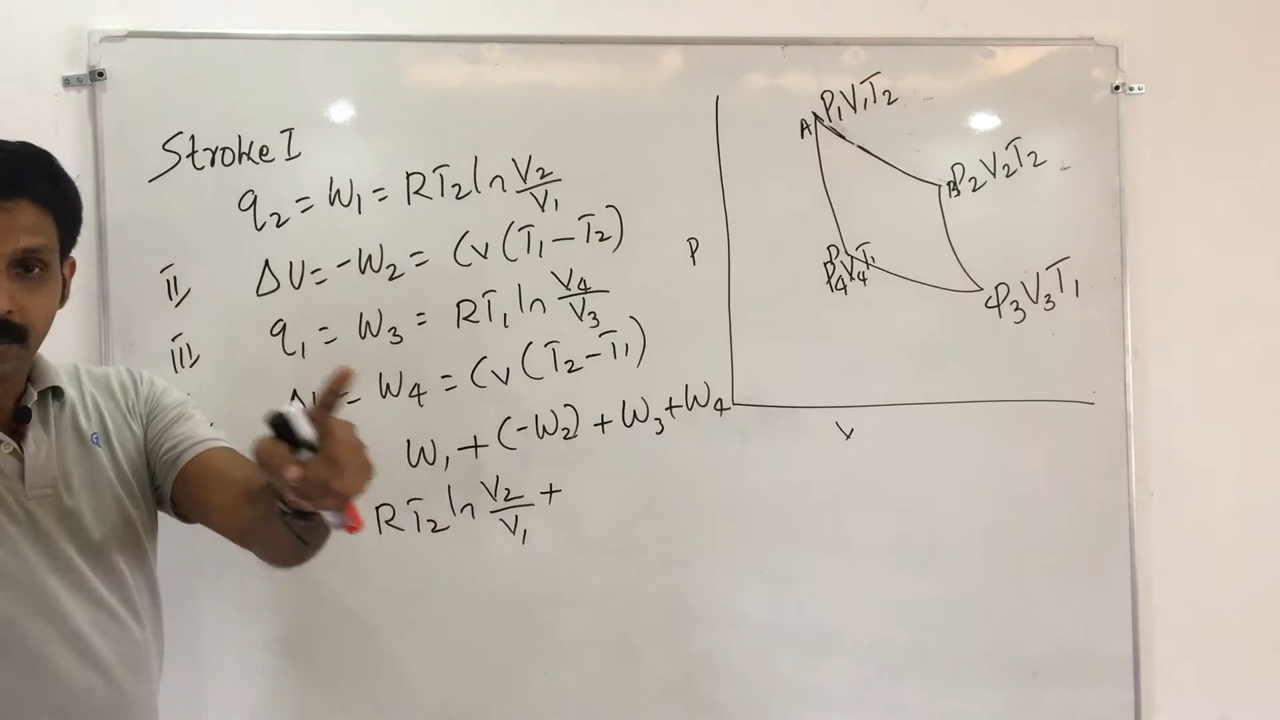 Stroke I
q₂ = W₁ = RT₂ ln V₂/V₁
II ΔU = -W₂ = Cv(T₁ - T₂)
III q₁ = W₃ = RT₁ ln V₄/V₃
= W₄ = Cv(T₂ - T₁)
W₁ + (-W₂) + W₃ + W₄
RT₂ ln V₂/V₁ +
A P₁V₁T₂
B P₂V₂T₂
P₃V₃T₁
P₄V₄T₁
P
V
G